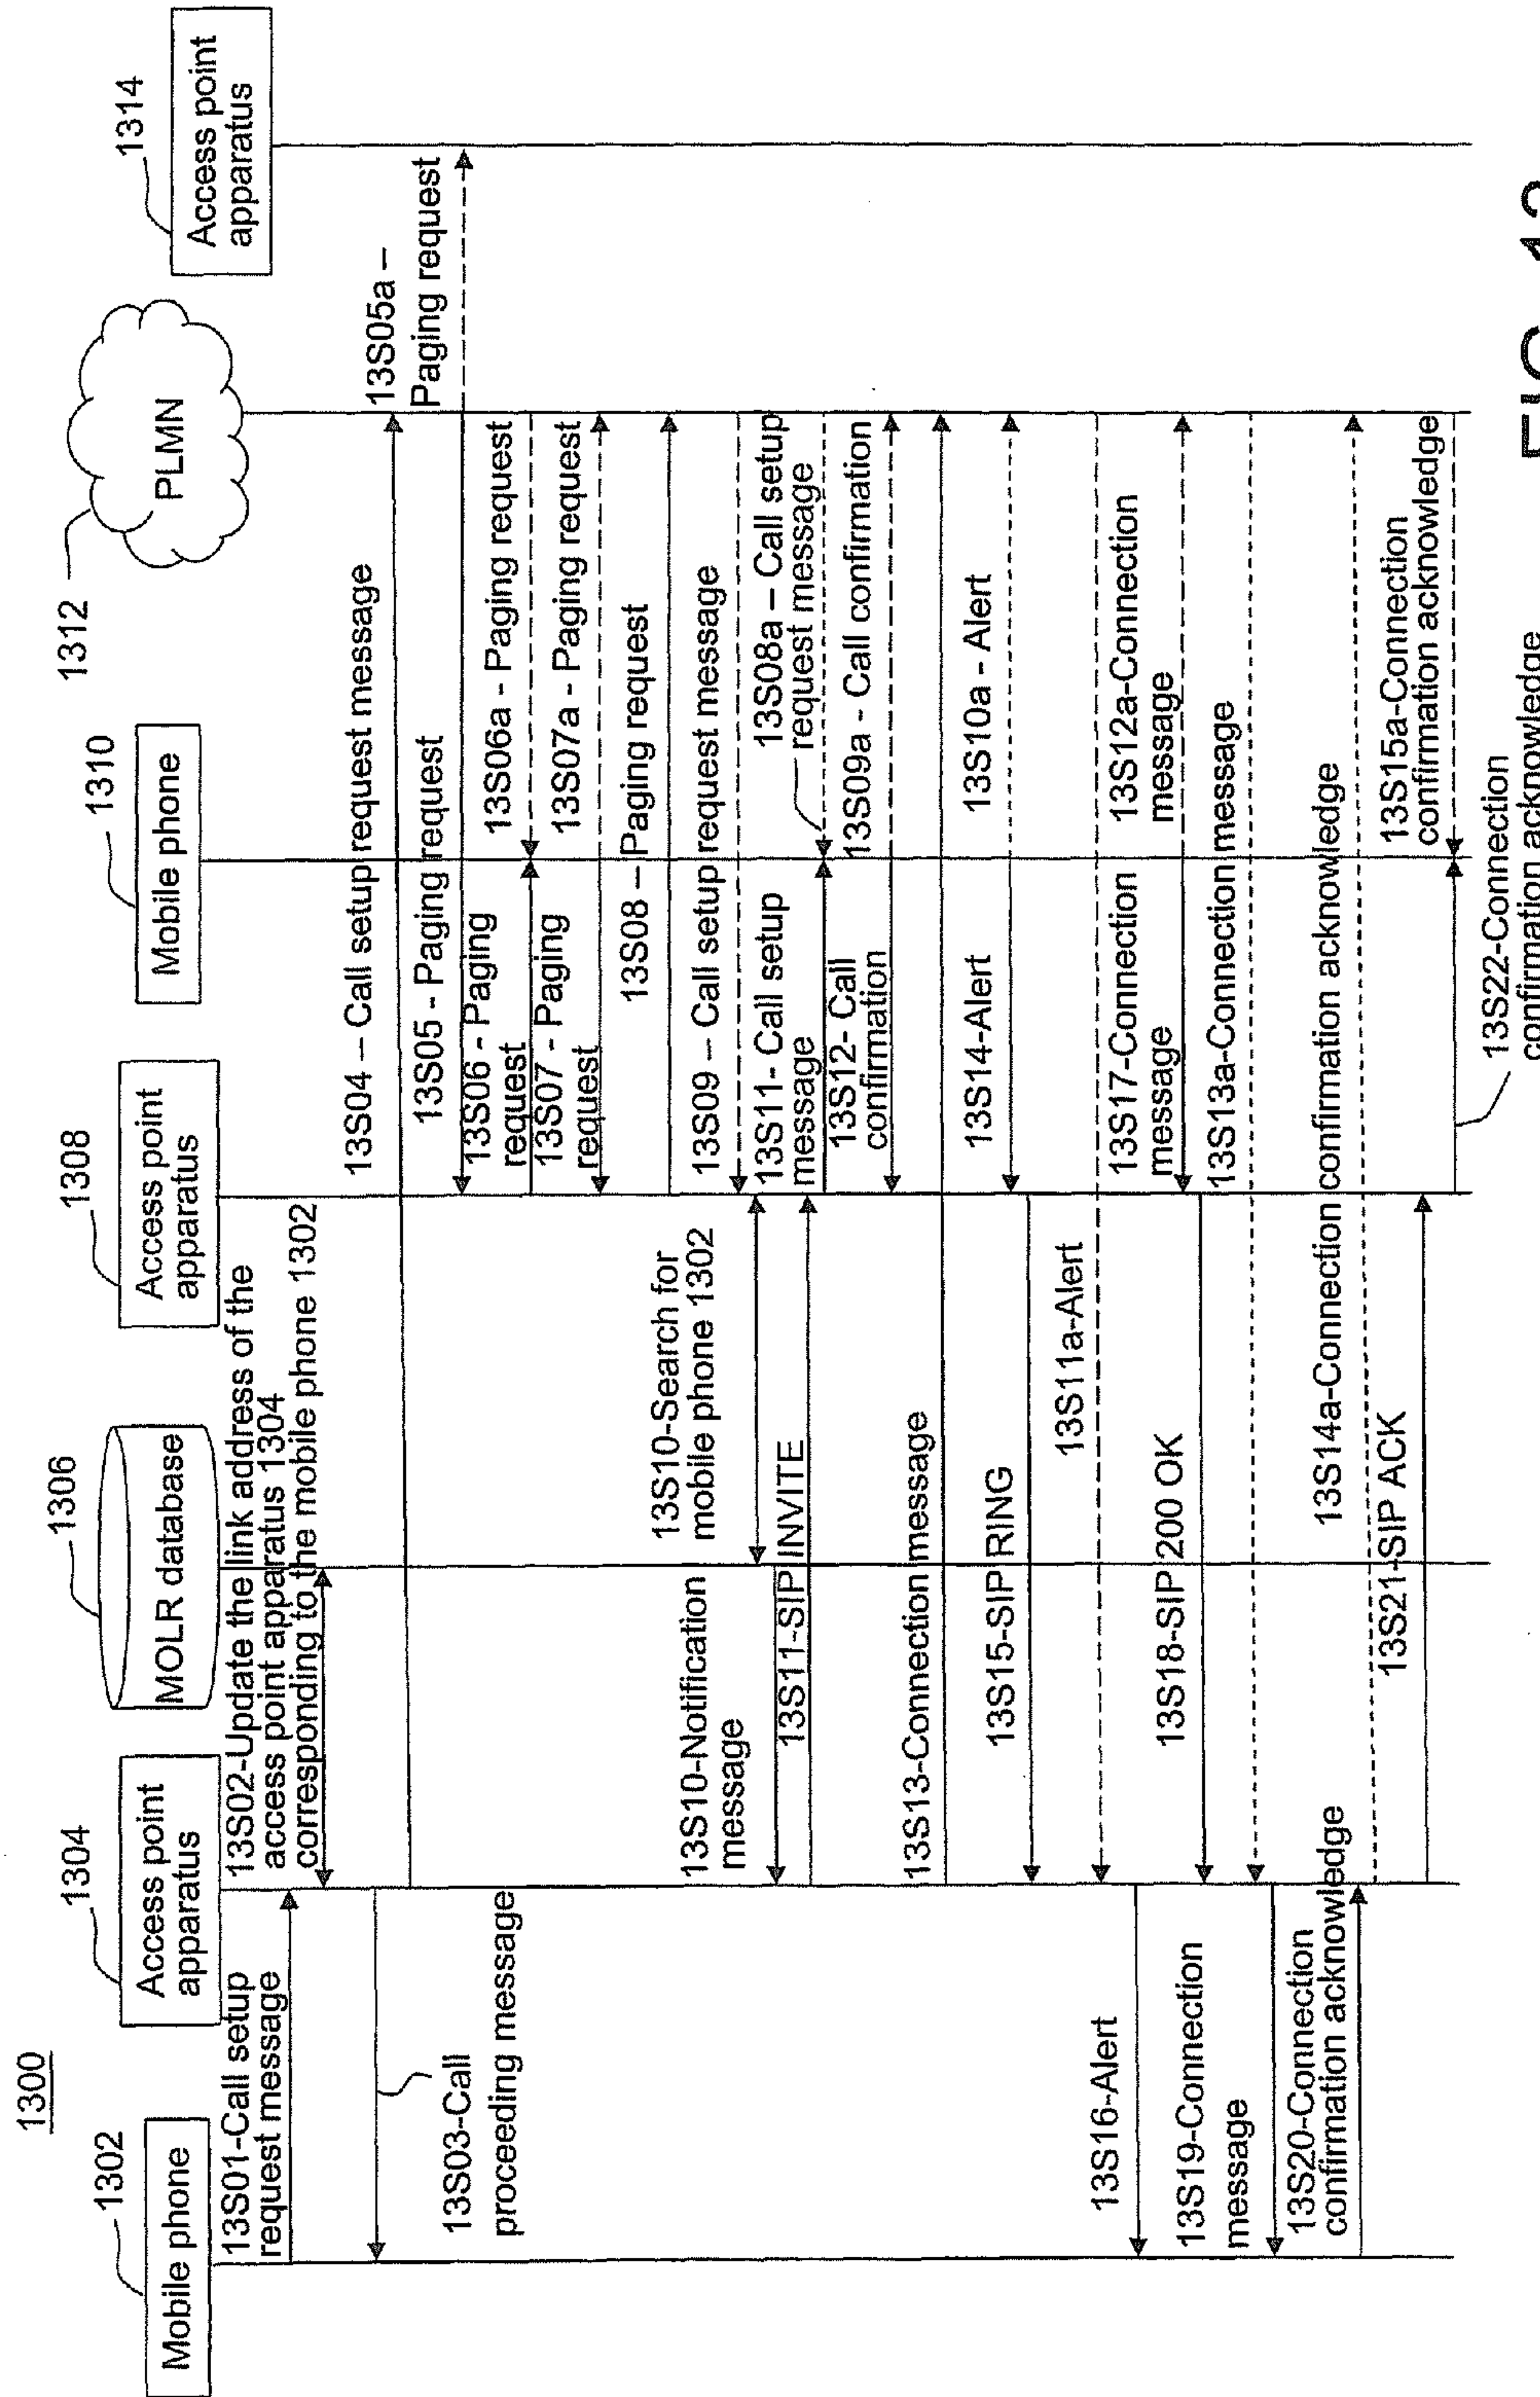 1300
1302
Mobile phone
1304
Access point
apparatus
1306
MOLR database
1308
Access point
apparatus
1310
Mobile phone
1312
PLMN
1314
Access point
apparatus
13S01-Call setup
request message
13S02-Update the link address of the
access point apparatus 1304
corresponding to the mobile phone 1302
13S03-Call
proceeding message
13S04 – Call setup request message
13S05 - Paging request
13S05a –
Paging request
13S06 - Paging
request
13S06a - Paging request
13S07 - Paging
request
13S07a - Paging request
13S08 – Paging request
13S09 – Call setup request message
13S08a – Call setup
request message
13S10-Search for
mobile phone 1302
13S10-Notification
message
13S11-SIP INVITE
13S11- Call setup
message
13S12- Call
confirmation
13S09a - Call confirmation
13S13-Connection message
13S14-Alert
13S10a - Alert
13S15-SIP RING
13S11a-Alert
13S16-Alert
13S17-Connection
message
13S12a-Connection
message
13S18-SIP 200 OK
13S13a-Connection message
13S19-Connection
message
13S20-Connection
confirmation acknowledge
13S14a-Connection confirmation acknowledge
13S21-SIP ACK
13S15a-Connection
confirmation acknowledge
13S22-Connection
confirmation acknowledge